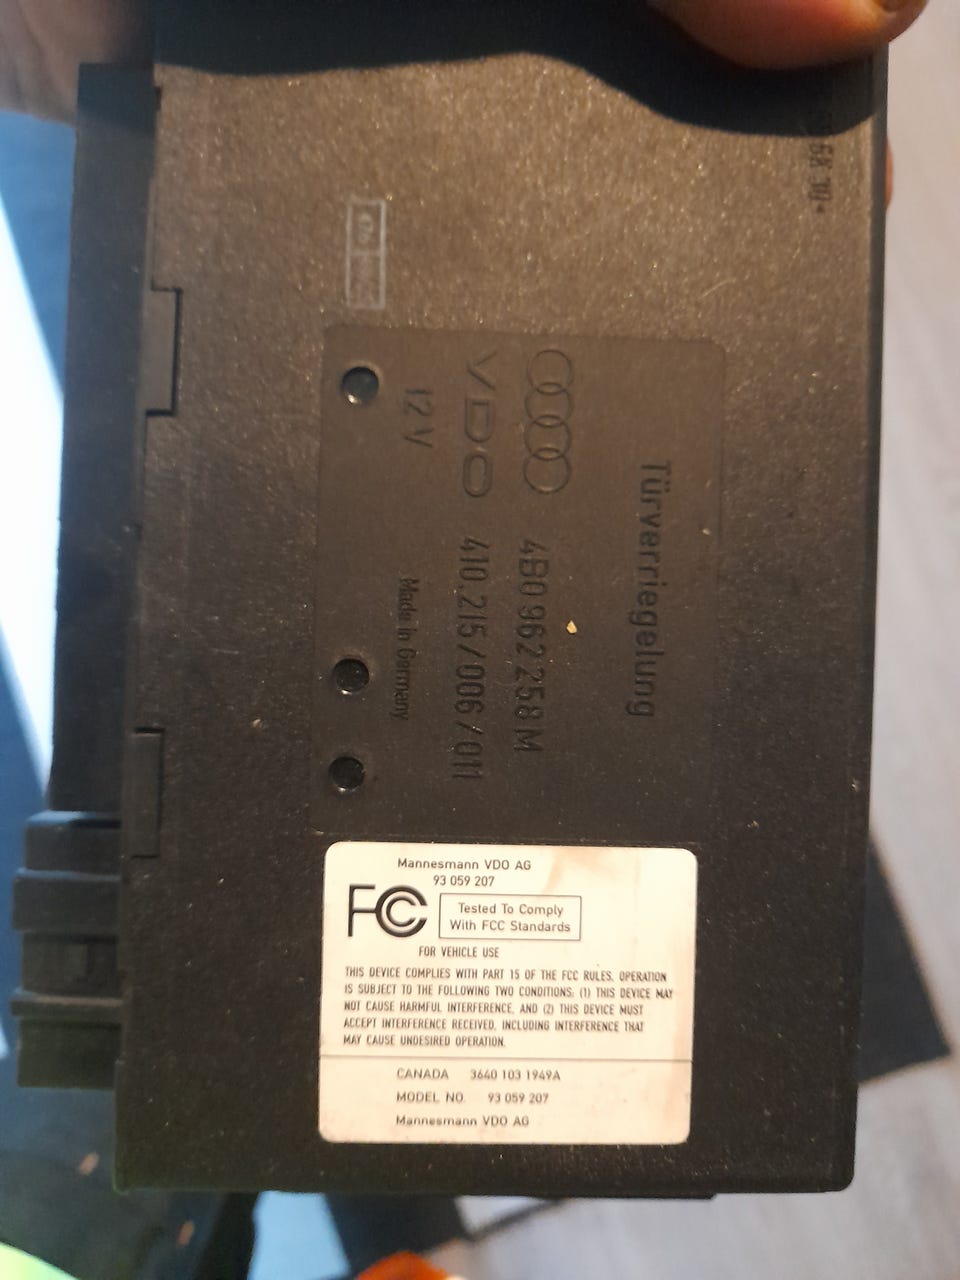 Türverriegelung
4B0 962 258 M
VDO 410.215/006/011
12V
Made in Germany
Mannesmann VDO AG
93 059 207
FC
Tested To Comply
With FCC Standards
FOR VEHICLE USE
THIS DEVICE COMPLIES WITH PART 15 OF THE FCC RULES. OPERATION
IS SUBJECT TO THE FOLLOWING TWO CONDITIONS: (1) THIS DEVICE MAY
NOT CAUSE HARMFUL INTERFERENCE, AND (2) THIS DEVICE MUST
ACCEPT INTERFERENCE RECEIVED, INCLUDING INTERFERENCE THAT
MAY CAUSE UNDESIRED OPERATION.
CANADA 3640 103 1949A
MODEL NO. 93 059 207
Mannesmann VDO AG